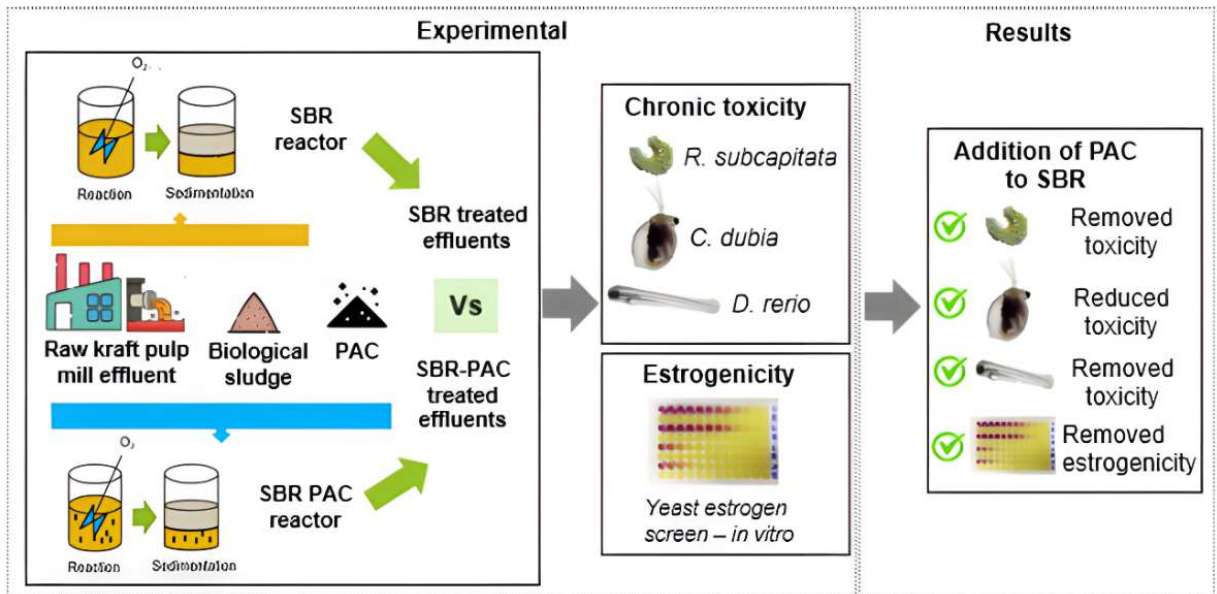 Experimental
O₂
Reaction
Sedimentation
SBR
reactor
SBR treated
effluents
Raw kraft pulp
mill effluent
Biological
sludge
PAC
Vs
SBR-PAC
treated
effluents
O₂
Reaction
Sedimentation
SBR PAC
reactor
Chronic toxicity
R. subcapitata
C. dubia
D. rerio
Estrogenicity
Yeast estrogen
screen – in vitro
Results
Addition of PAC
to SBR
Removed
toxicity
Reduced
toxicity
Removed
toxicity
Removed
estrogenicity